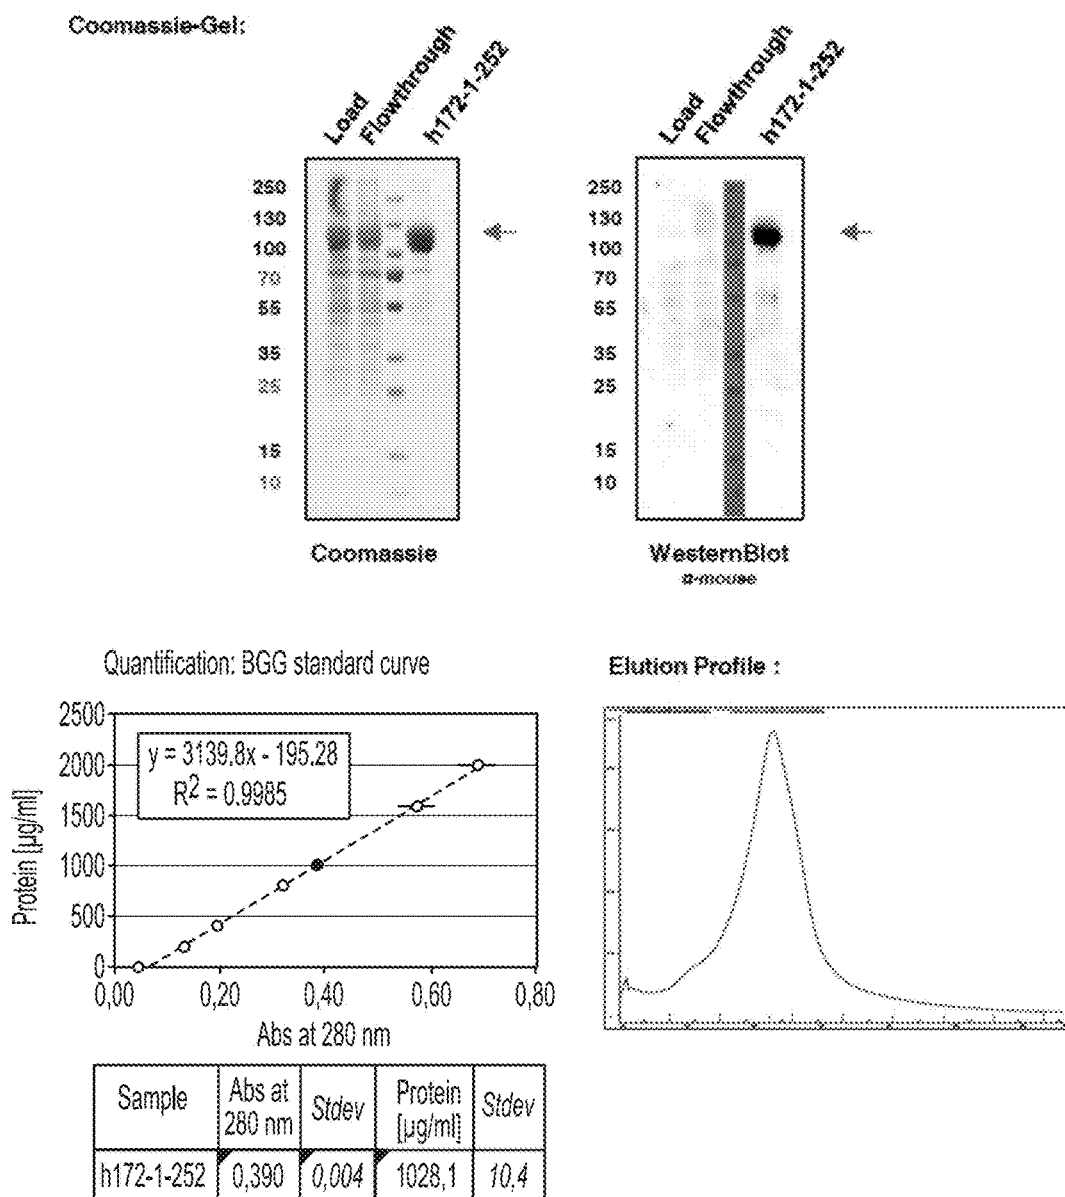 Coomassie-Gel:
Load
Flowthrough
h172-1-252
250
130
100
70
55
35
25
15
10
Coomassie
Load
Flowthrough
h172-1-252
250
130
100
70
55
35
25
15
10
WesternBlot
α-mouse
Quantification: BGG standard curve
2500
2000
1500
1000
500
0
y = 3139.8x - 195.28
R2 = 0.9985
Protein [µg/ml]
0,00 0,20 0,40 0,60 0,80
Abs at 280 nm
Elution Profile :
Sample Abs at 280 nm Stdev Protein [µg/ml] Stdev
h172-1-252 0,390 0,004 1028,1 10,4